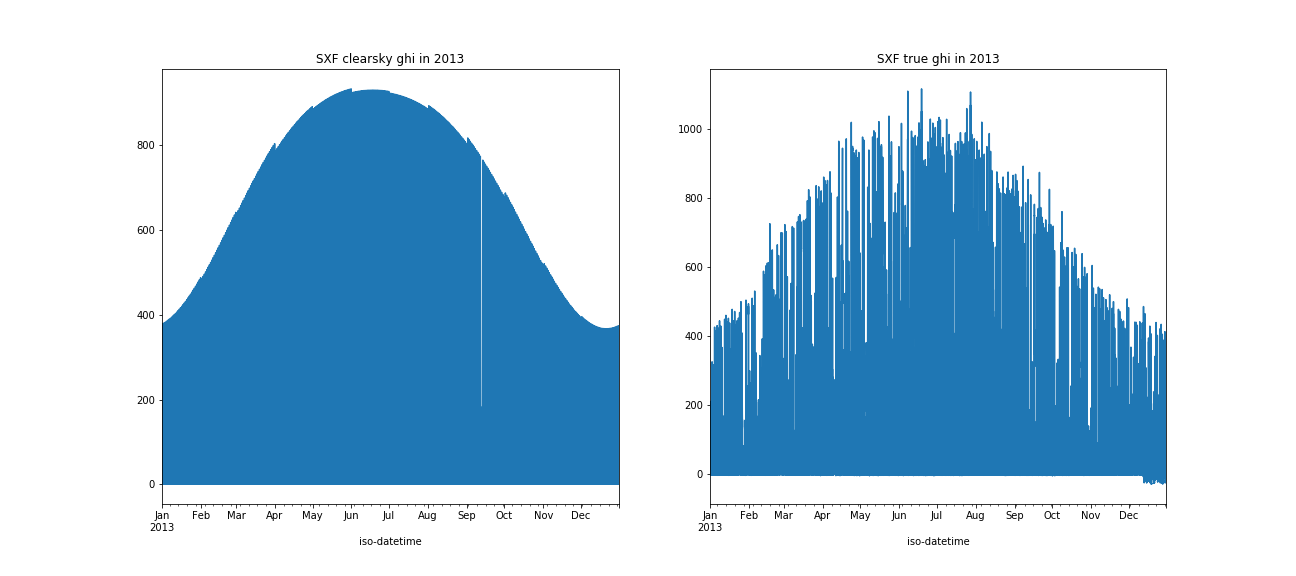 SXF clearsky ghi in 2013
800
600
400
200
0
Jan Feb Mar Apr May Jun Jul Aug Sep Oct Nov Dec
2013
iso-datetime
SXF true ghi in 2013
1000
800
600
400
200
0
Jan Feb Mar Apr May Jun Jul Aug Sep Oct Nov Dec
2013
iso-datetime